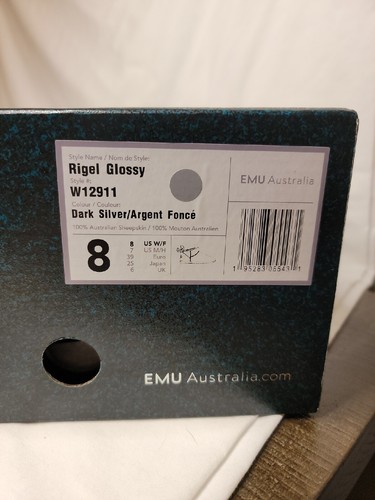 Style Name / Nom de Style:
Rigel Glossy
Style #:
W12911
Colour / Couleur:
Dark Silver/Argent Foncé
100% Australian Sheepskin / 100% Mouton Australien
EMU Australia
8
8 US W/F
7 US M/H
39 Euro
25 Japan
6 UK
EMU Australia.com